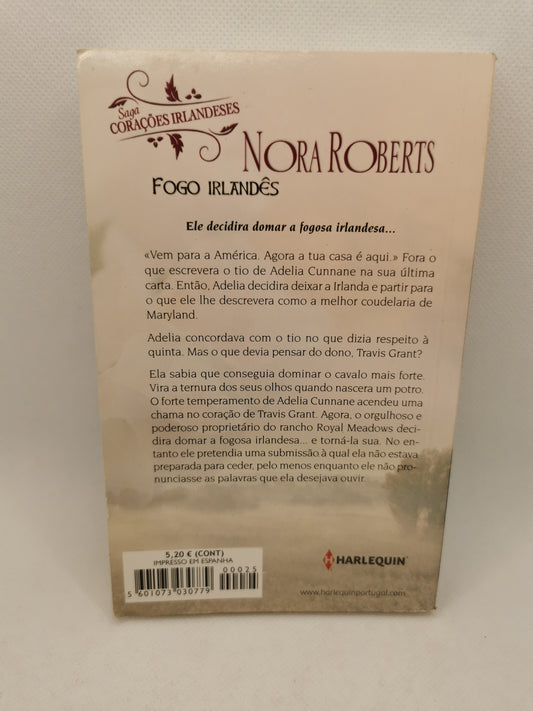 Saga
CORAÇÕES IRLANDESES
NORA ROBERTS
FOGO IRLANDÊS
Ele decidira domar a fogosa irlandesa...
«Vem para a América. Agora a tua casa é aqui.» Fora o
que escrevera o tio de Adelia Cunnane na sua última
carta. Então, Adelia decidira deixar a Irlanda e partir para
o que ele lhe descrevera como a melhor coudelaria de
Maryland.
Adelia concordava com o tio no que dizia respeito à
quinta. Mas o que devia pensar do dono, Travis Grant?
Ela sabia que conseguia dominar o cavalo mais forte.
Vira a ternura dos seus olhos quando nascera um potro.
O forte temperamento de Adelia Cunnane acendeu uma
chama no coração de Travis Grant. Agora, o orgulhoso e
poderoso proprietário do rancho Royal Meadows deci-
dira domar a fogosa irlandesa... e torná-la sua. No en-
tanto ele pretendia uma submissão à qual ela não estava
preparada para ceder, pelo menos enquanto ele não pro-
nunciasse as palavras que ela desejava ouvir.
5,20 € (CONT)
IMPRESSO EM ESPANHA
00025
5 601073 030779
HARLEQUIN
www.harlequinportugal.com